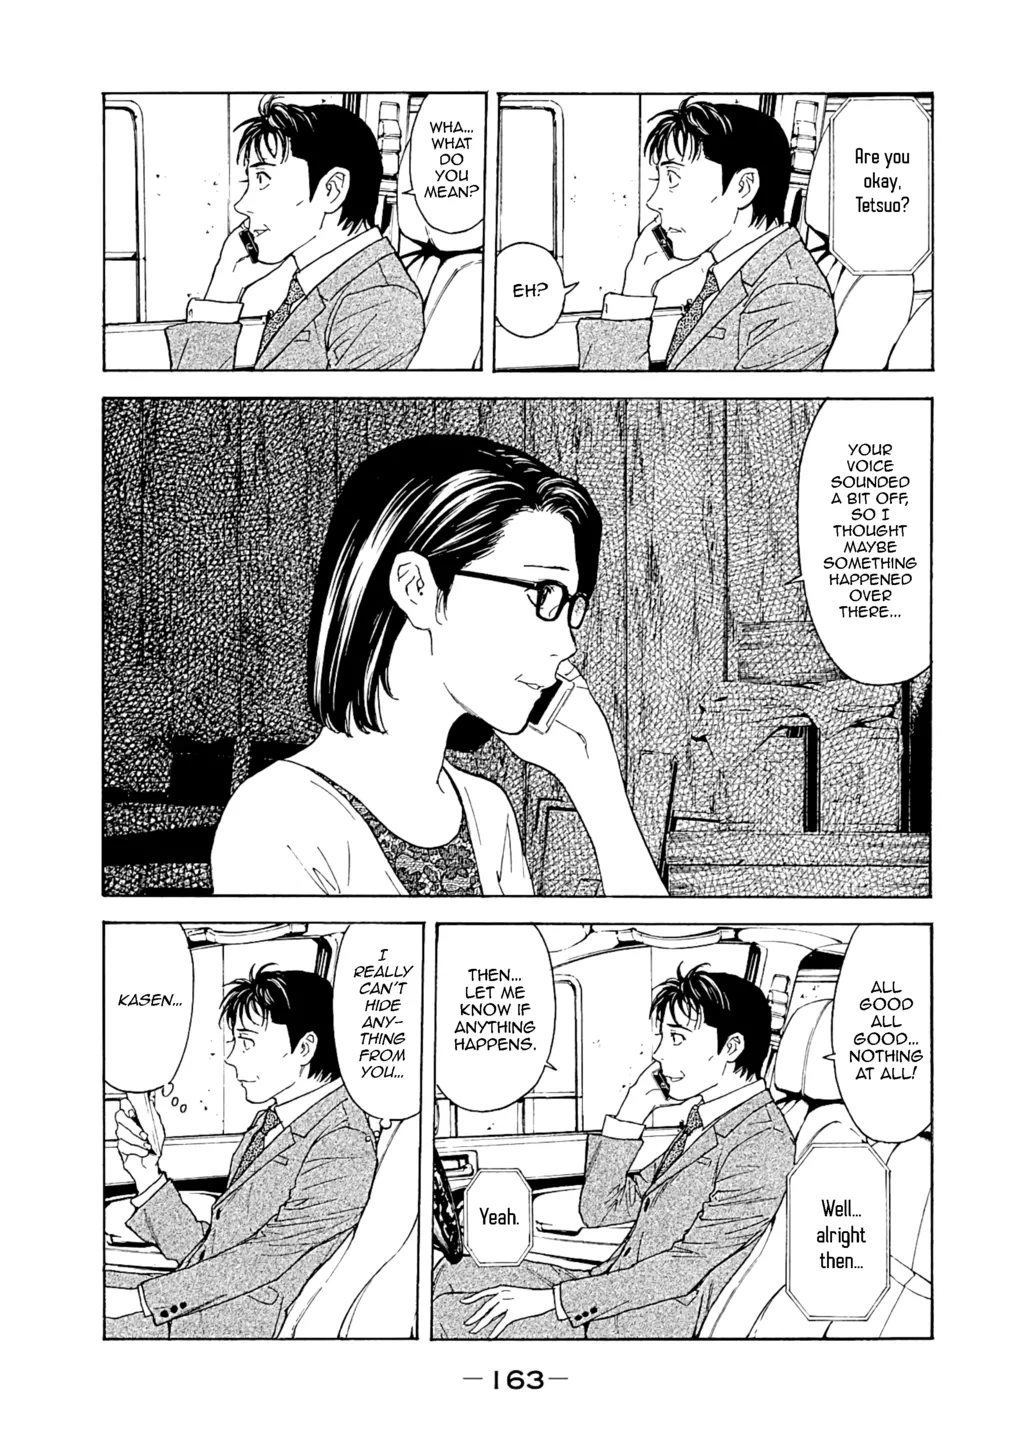 Are you
okay,
Tetsuo?
EH?
WHA...
WHAT
DO
YOU
MEAN?
YOUR
VOICE
SOUNDED
A BIT OFF,
SO I
THOUGHT
MAYBE
SOMETHING
HAPPENED
OVER
THERE...
ALL
GOOD
ALL
GOOD...
NOTHING
AT ALL!
Well...
alright
then...
THEN...
LET ME
KNOW IF
ANYTHING
HAPPENS.
Yeah.
I
REALLY
CAN'T
HIDE
ANY-
THING
FROM
YOU...
KASEN...
—163—